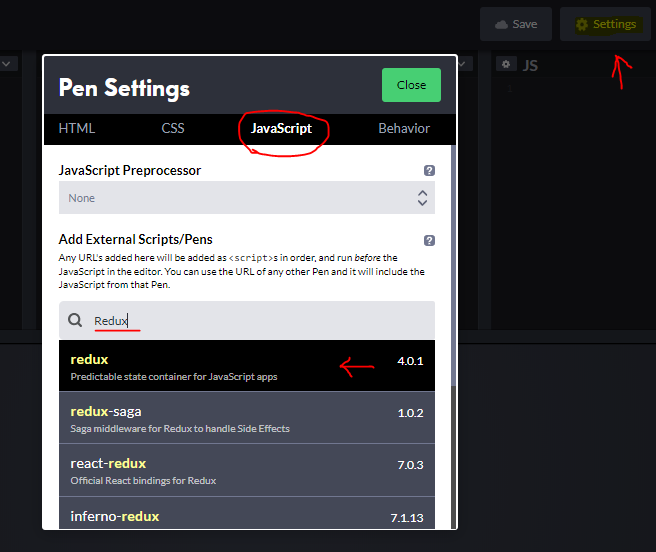 Save
Settings
JS
1
Pen Settings
Close
HTML
CSS
JavaScript
Behavior
JavaScript Preprocessor
?
None
Add External Scripts/Pens
?
Any URL's added here will be added as <script>s in order, and run before the
JavaScript in the editor. You can use the URL of any other Pen and it will include the
JavaScript from that Pen.
Redux
redux
4.0.1
Predictable state container for JavaScript apps
redux-saga
1.0.2
Saga middleware for Redux to handle Side Effects
react-redux
7.0.3
Official React bindings for Redux
inferno-redux
7.1.13